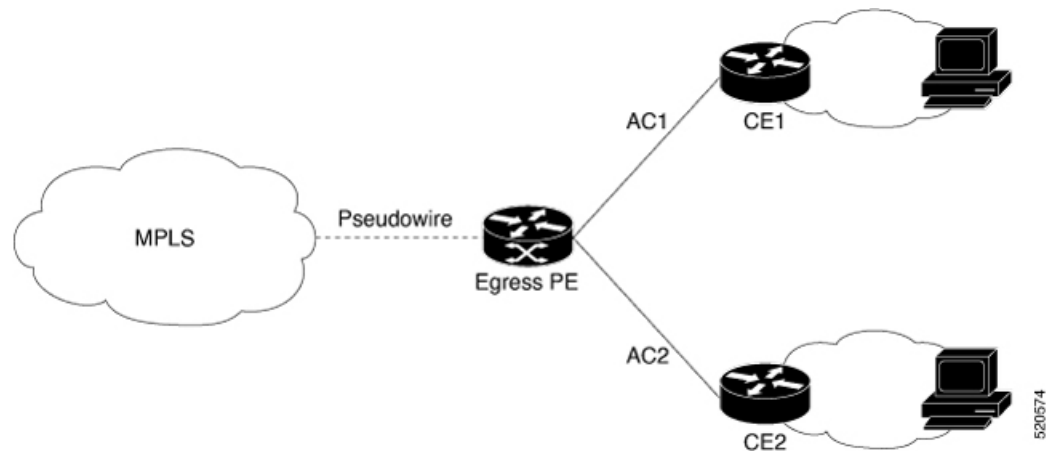 AC1
CE1
Pseudowire
MPLS
Egress PE
AC2
CE2
520574